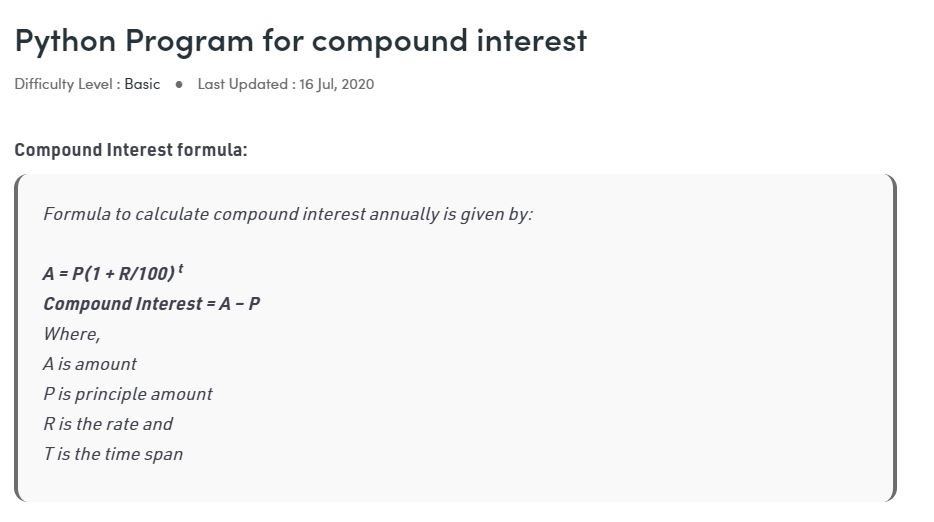 Python Program for compound interest
Difficulty Level : Basic ● Last Updated : 16 Jul, 2020
Compound Interest formula:
Formula to calculate compound interest annually is given by:
A = P(1 + R/100) t
Compound Interest = A – P
Where,
A is amount
P is principle amount
R is the rate and
T is the time span